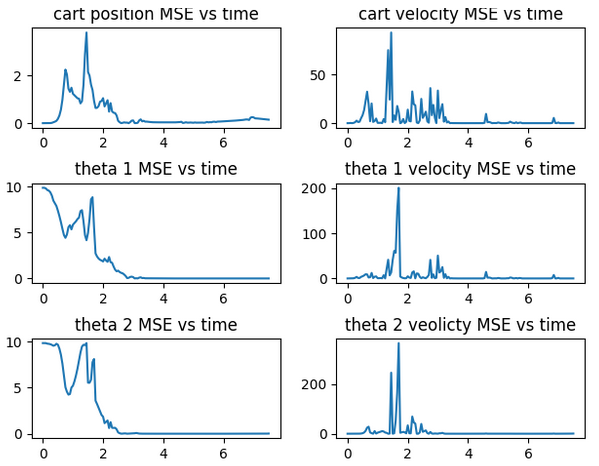 cart position MSE vs time
cart velocity MSE vs time
2
0
50
0
0 2 4 6
0 2 4 6
theta 1 MSE vs time
theta 1 velocity MSE vs time
10
5
0
200
100
0
0 2 4 6
0 2 4 6
theta 2 MSE vs time
theta 2 veolicty MSE vs time
10
5
0
200
0
0 2 4 6
0 2 4 6